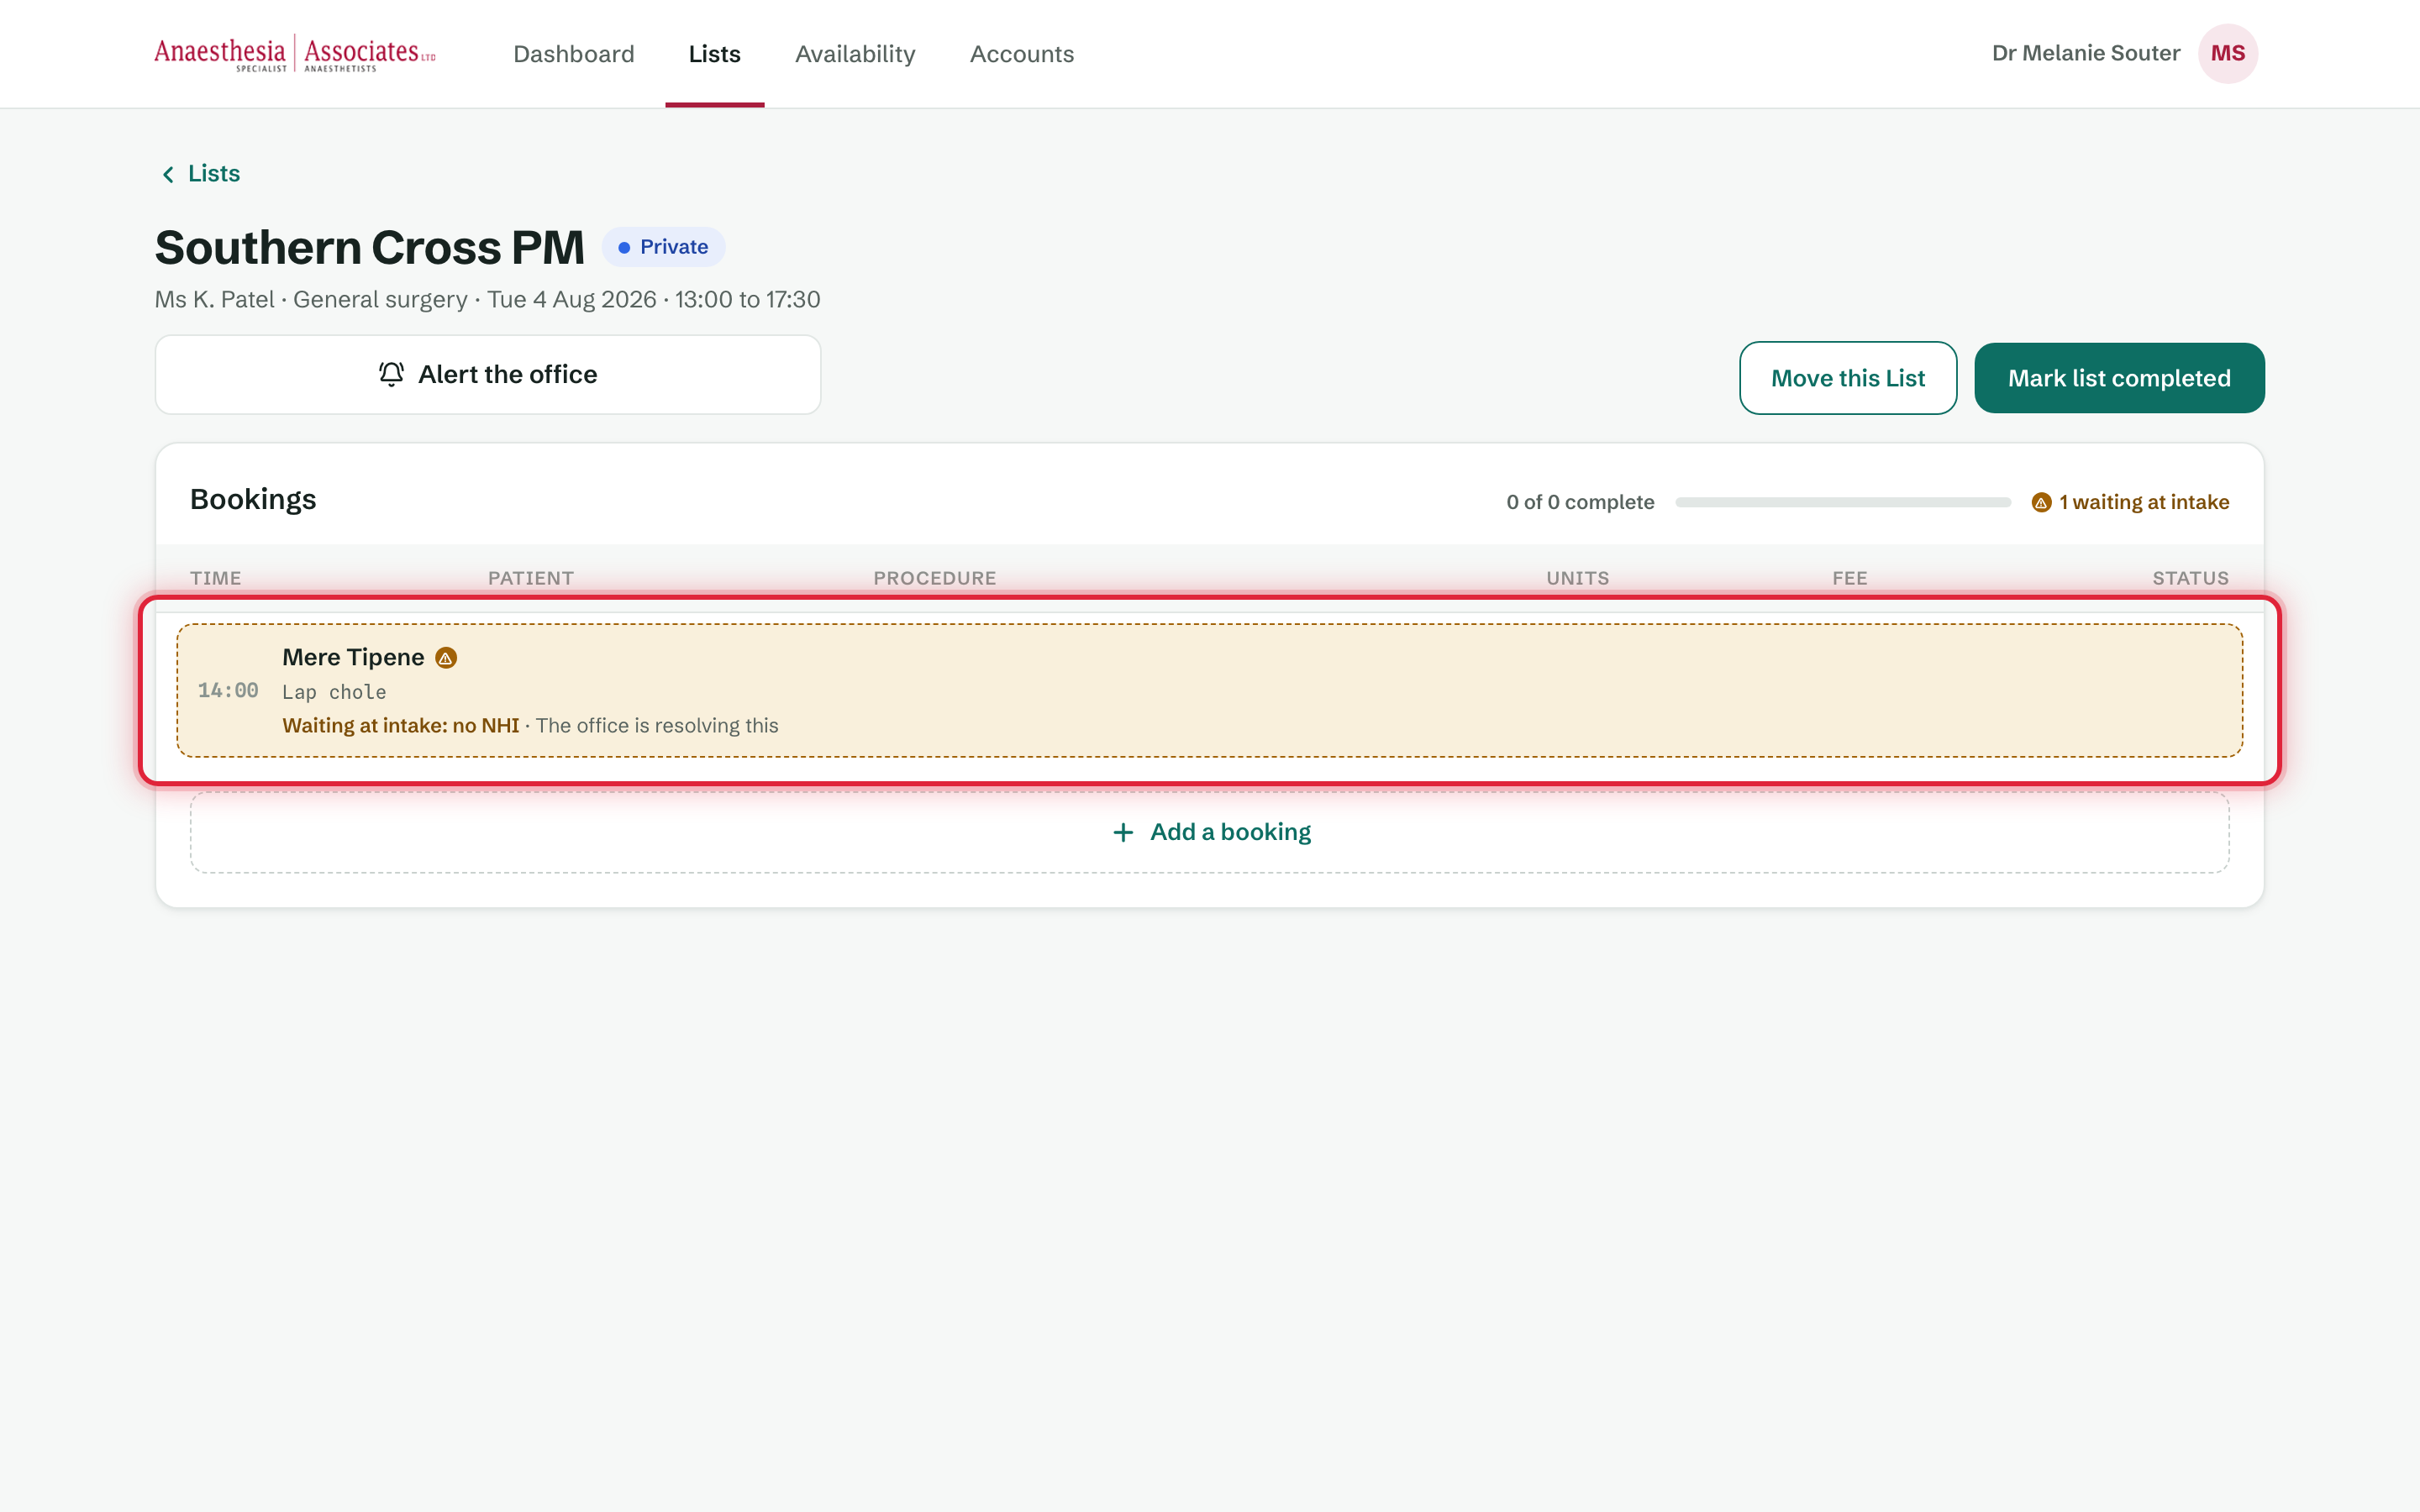 Anaesthesia Associates LTD
SPECIALIST ANAESTHETISTS
Dashboard
Lists
Availability
Accounts
Dr Melanie Souter
MS
Lists
Southern Cross PM
Private
Ms K. Patel · General surgery · Tue 4 Aug 2026 · 13:00 to 17:30
Alert the office
Move this List
Mark list completed
Bookings
0 of 0 complete
1 waiting at intake
TIME
PATIENT
PROCEDURE
UNITS
FEE
STATUS
14:00
Mere Tipene
Lap chole
Waiting at intake: no NHI · The office is resolving this
Add a booking